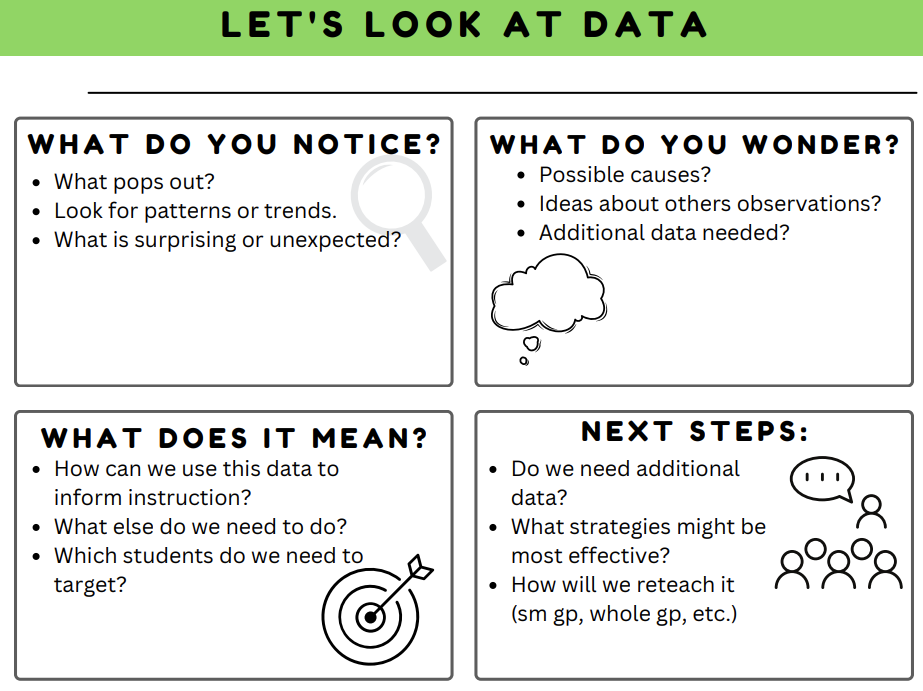 LET'S LOOK AT DATA
WHAT DO YOU NOTICE?
• What pops out?
• Look for patterns or trends.
• What is surprising or unexpected?
WHAT DO YOU WONDER?
• Possible causes?
• Ideas about others observations?
• Additional data needed?
WHAT DOES IT MEAN?
• How can we use this data to
inform instruction?
• What else do we need to do?
• Which students do we need to
target?
NEXT STEPS:
• Do we need additional
data?
• What strategies might be
most effective?
• How will we reteach it
(sm gp, whole gp, etc.)